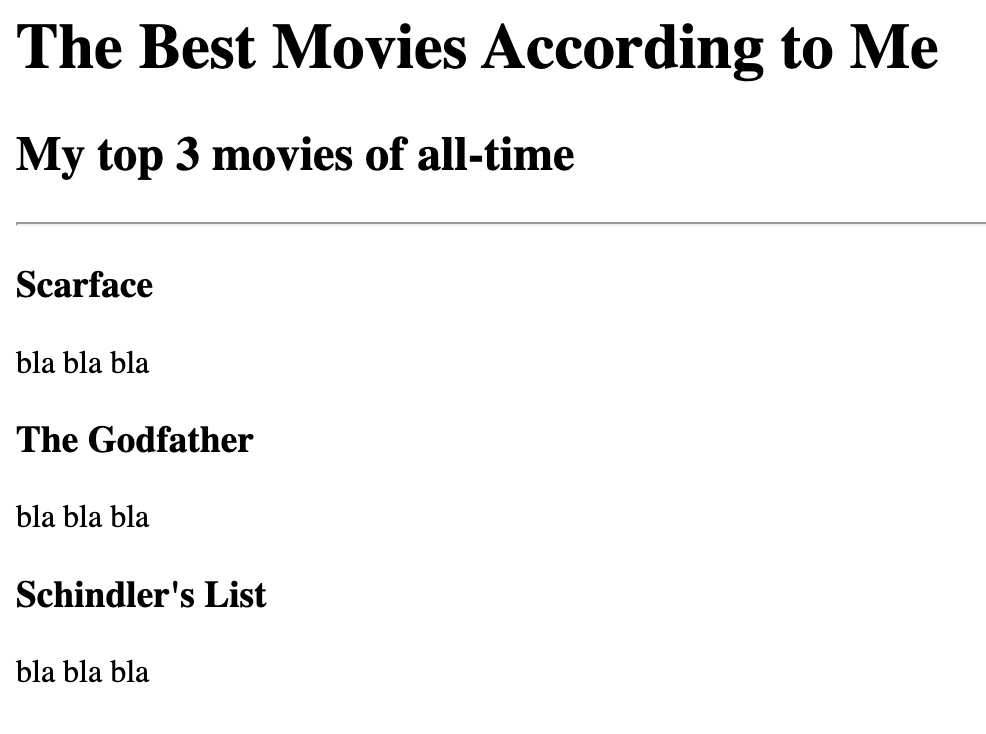 The Best Movies According to Me
My top 3 movies of all-time
Scarface
bla bla bla
The Godfather
bla bla bla
Schindler's List
bla bla bla